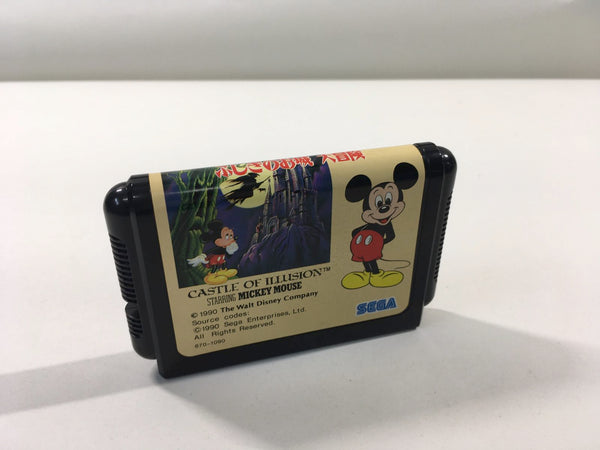 ふしぎのお城 大冒険
CASTLE OF ILLUSION™
STARRING MICKEY MOUSE
© 1990 The Walt Disney Company
Source codes:
©1990 Sega Enterprises, Ltd.
All Rights Reserved.
670-1090
SEGA